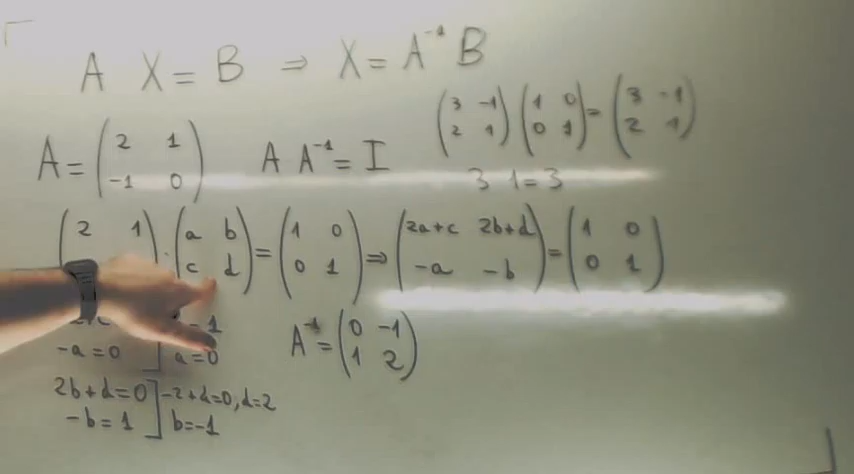 A X = B ⇒ X = A⁻¹ B
A = (2 1 / -1 0) A A⁻¹ = I (3 -1 / 2 1) (1 0 / 0 1) = (3 -1 / 2 1)
3 1 = 3
(2 1 · (a b / c d) = (1 0 / 0 1) ⇒ (2a+c 2b+d / -a -b) = (1 0 / 0 1)
-a = 0 ] a = 0 A⁻¹ = (0 -1 / 1 2)
2b+d=0 ] -2+d=0, d=2
-b = 1 ] b=-1